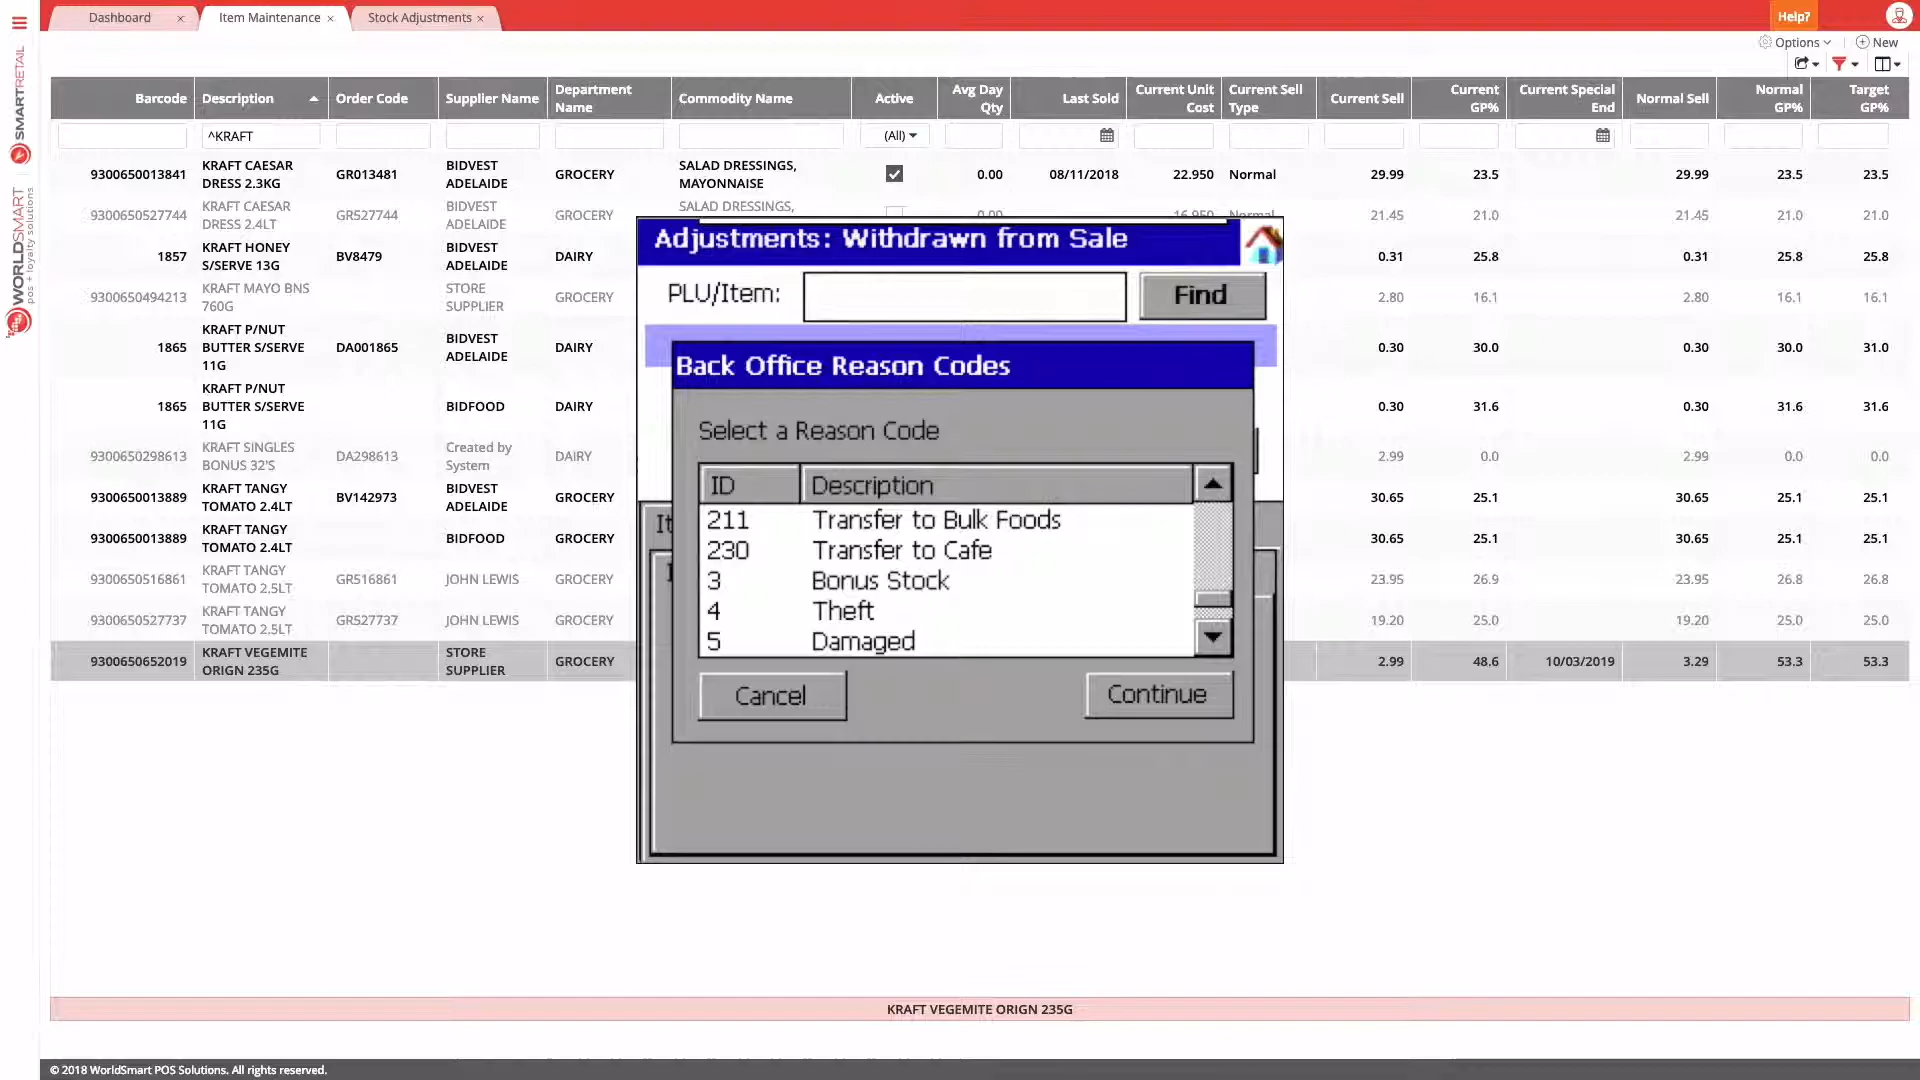 Dashboard × Item Maintenance × Stock Adjustments × Help?
Options New
SMARTRETAIL
WORLDSMART
pos + loyalty solutions
Barcode Description Order Code Supplier Name Department Name Commodity Name Active Avg Day Qty Last Sold Current Unit Cost Current Sell Type Current Sell Current GP% Current Special End Normal Sell Normal GP% Target GP%
^KRAFT (All)
9300650013841 KRAFT CAESAR DRESS 2.3KG GR013481 BIDVEST ADELAIDE GROCERY SALAD DRESSINGS, MAYONNAISE 0.00 08/11/2018 22.950 Normal 29.99 23.5 29.99 23.5 23.5
9300650527744 KRAFT CAESAR DRESS 2.4LT GR527744 BIDVEST ADELAIDE GROCERY SALAD DRESSINGS, 0.00 16.950 Normal 21.45 21.0 21.45 21.0 21.0
1857 KRAFT HONEY S/SERVE 13G BV8479 BIDVEST ADELAIDE DAIRY 0.31 25.8 0.31 25.8 25.8
9300650494213 KRAFT MAYO BNS 760G STORE SUPPLIER GROCERY 2.80 16.1 2.80 16.1 16.1
1865 KRAFT P/NUT BUTTER S/SERVE 11G DA001865 BIDVEST ADELAIDE DAIRY 0.30 30.0 0.30 30.0 31.0
1865 KRAFT P/NUT BUTTER S/SERVE 11G BIDFOOD DAIRY 0.30 31.6 0.30 31.6 31.6
9300650298613 KRAFT SINGLES BONUS 32'S DA298613 Created by System DAIRY 2.99 0.0 2.99 0.0 0.0
9300650013889 KRAFT TANGY TOMATO 2.4LT BV142973 BIDVEST ADELAIDE GROCERY 30.65 25.1 30.65 25.1 25.1
9300650013889 KRAFT TANGY TOMATO 2.4LT BIDFOOD GROCERY 30.65 25.1 30.65 25.1 25.1
9300650516861 KRAFT TANGY TOMATO 2.5LT GR516861 JOHN LEWIS GROCERY 23.95 26.9 23.95 26.8 26.8
9300650527737 KRAFT TANGY TOMATO 2.5LT GR527737 JOHN LEWIS GROCERY 19.20 25.0 19.20 25.0 25.0
9300650652019 KRAFT VEGEMITE ORIGN 235G STORE SUPPLIER GROCERY 2.99 48.6 10/03/2019 3.29 53.3 53.3
Adjustments: Withdrawn from Sale
PLU/Item: Find
Back Office Reason Codes
Select a Reason Code
ID Description
211 Transfer to Bulk Foods
230 Transfer to Cafe
3 Bonus Stock
4 Theft
5 Damaged
Cancel Continue
KRAFT VEGEMITE ORIGN 235G
© 2018 WorldSmart POS Solutions. All rights reserved.